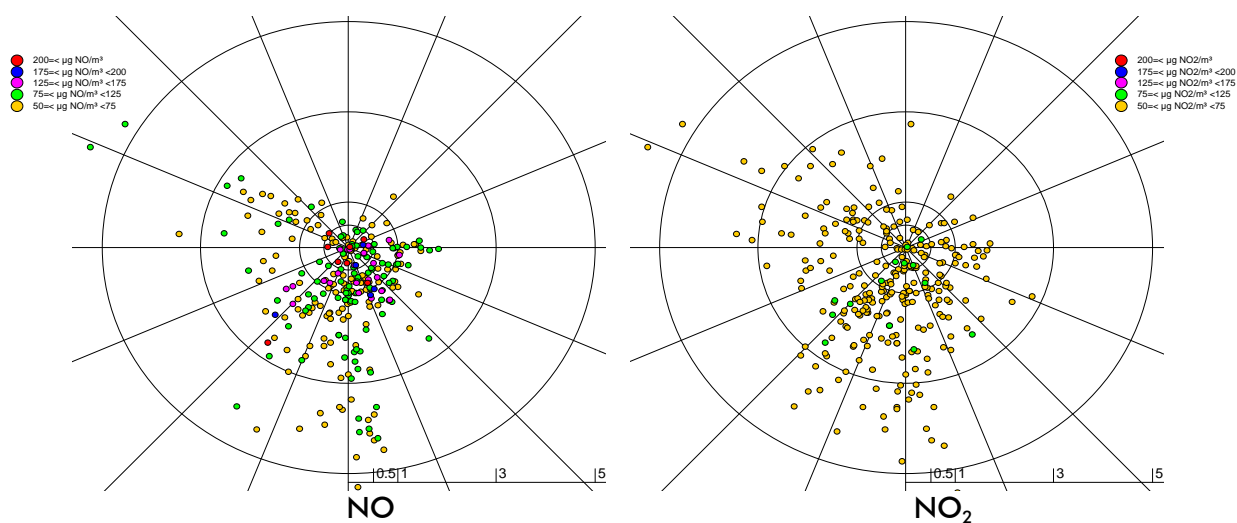 200=< µg NO/m³
175=< µg NO/m³ <200
125=< µg NO/m³ <175
75=< µg NO/m³ <125
50=< µg NO/m³ <75
200=< µg NO2/m³
175=< µg NO2/m³ <200
125=< µg NO2/m³ <175
75=< µg NO2/m³ <125
50=< µg NO2/m³ <75
0.5 1 3 5
0.5 1 3 5
NO
NO₂